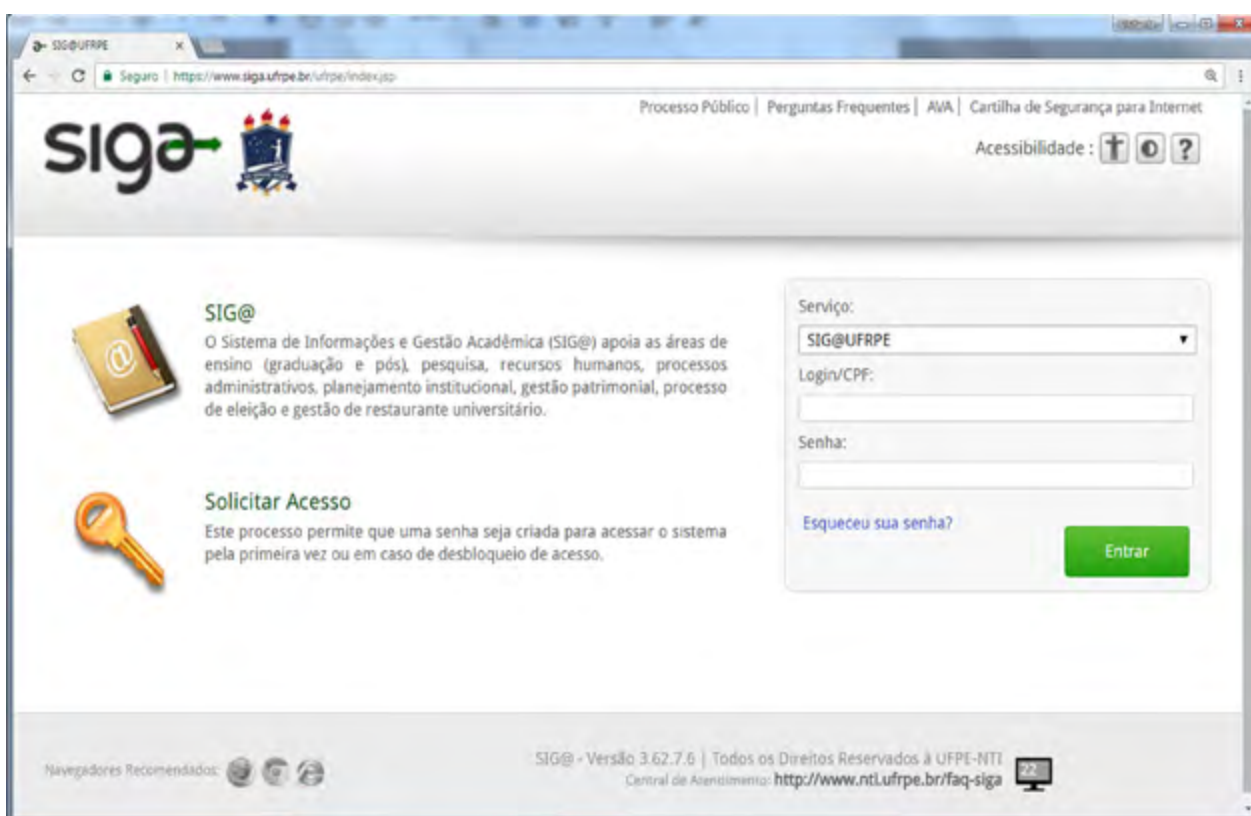 SIG@UFRPE
Seguro | https://www.siga.ufrpe.br/ufrpe/index.jsp
Processo Público | Perguntas Frequentes | AVA | Cartilha de Segurança para Internet
siga
Acessibilidade :
SIG@
O Sistema de Informações e Gestão Acadêmica (SIG@) apoia as áreas de
ensino (graduação e pós), pesquisa, recursos humanos, processos
administrativos, planejamento institucional, gestão patrimonial, processo
de eleição e gestão de restaurante universitário.
Solicitar Acesso
Este processo permite que uma senha seja criada para acessar o sistema
pela primeira vez ou em caso de desbloqueio de acesso.
Serviço:
SIG@UFRPE
Login/CPF:
Senha:
Esqueceu sua senha?
Entrar
Navegadores Recomendados:
SIG@ - Versão 3.62.7.6 | Todos os Direitos Reservados à UFPE-NTI
Central de Atendimento: http://www.nti.ufrpe.br/faq-siga
22